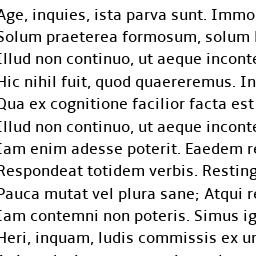 Age, inquies, ista parva sunt. Immo
Solum praeterea formosum, solum
Illud non continuo, ut aeque inconte
Hic nihil fuit, quod quaereremus. In
Qua ex cognitione facilior facta est
Illud non continuo, ut aeque inconte
Iam enim adesse poterit. Eaedem re
Respondeat totidem verbis. Resting
Pauca mutat vel plura sane; Atqui re
Iam contemni non poteris. Simus ig
Heri, inquam, ludis commissis ex ur